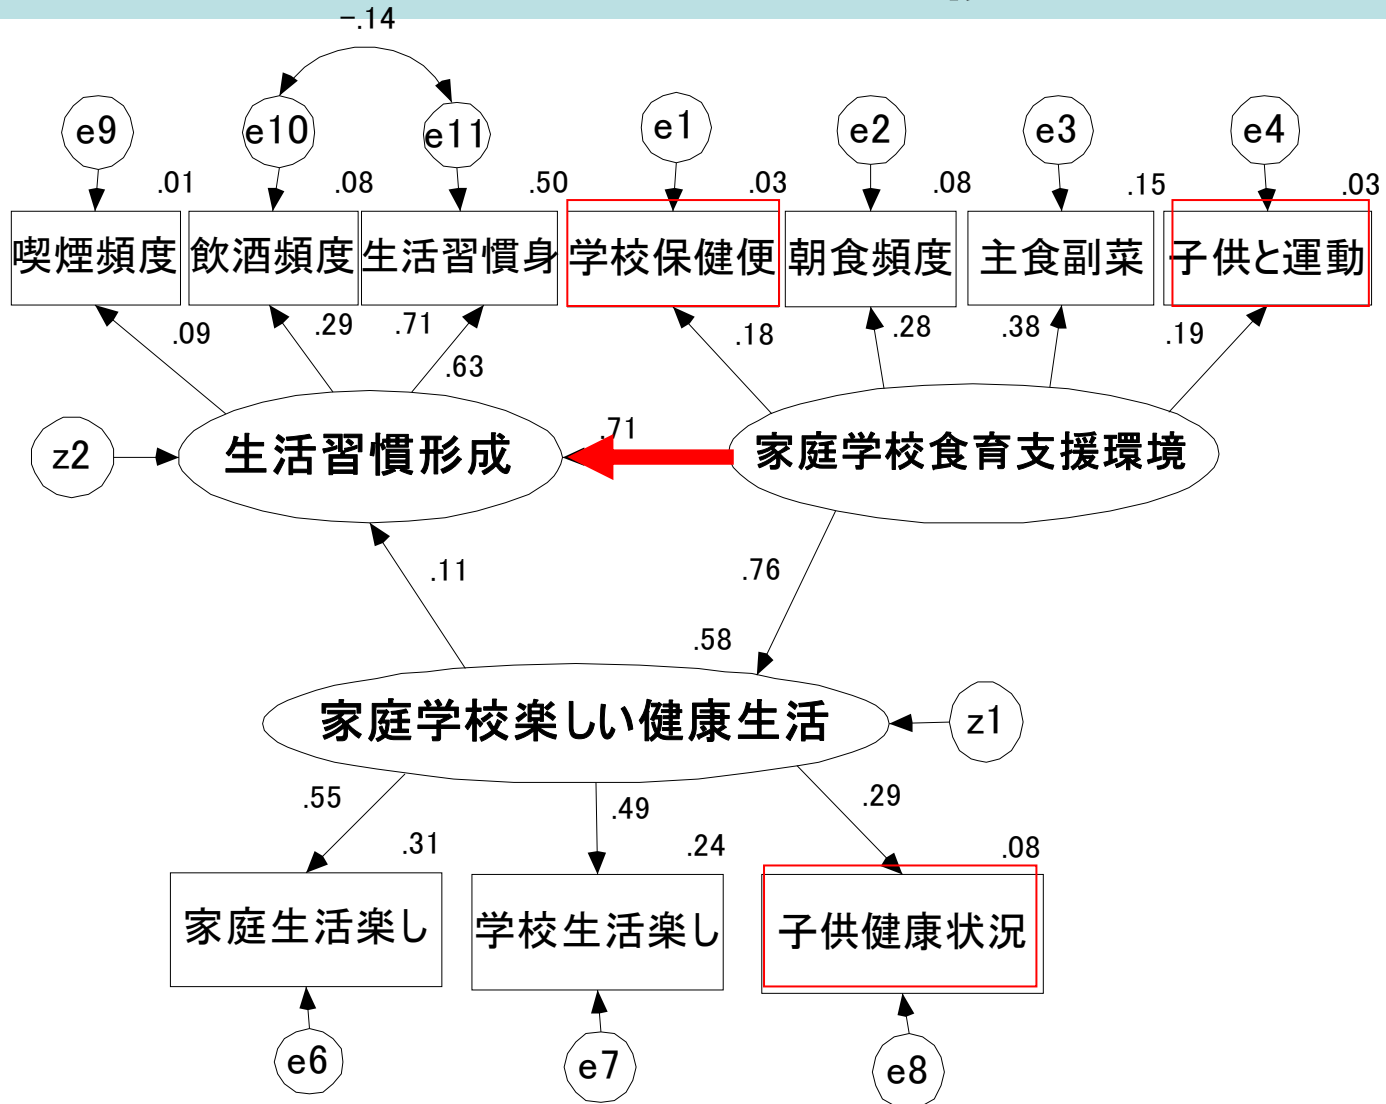 -.14
e9
e10
e11
e1
e2
e3
e4
.01
.08
.50
.03
.08
.15
.03
喫煙頻度
飲酒頻度
生活習慣身
学校保健便
朝食頻度
主食副菜
子供と運動
.09
.29
.71
.18
.28
.38
.19
.63
z2
生活習慣形成
.71
家庭学校食育支援環境
.11
.76
.58
家庭学校楽しい健康生活
z1
.55
.49
.29
.31
.24
.08
家庭生活楽し
学校生活楽し
子供健康状況
e6
e7
e8